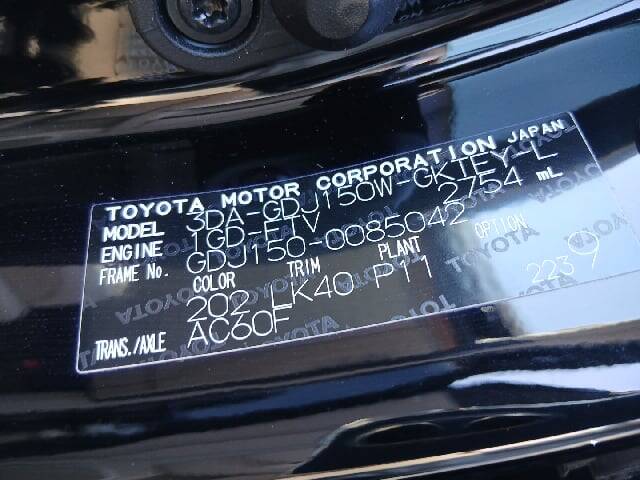 TOYOTA MOTOR CORPORATION JAPAN
MODEL 3DA-GDJ150W-GKTEY-L
ENGINE 1GD-FTV 2754 mL
FRAME No. GDJ150-0085042
COLOR TRIM PLANT OPTION
202 LK40 P11 2239
TRANS./AXLE AC60F